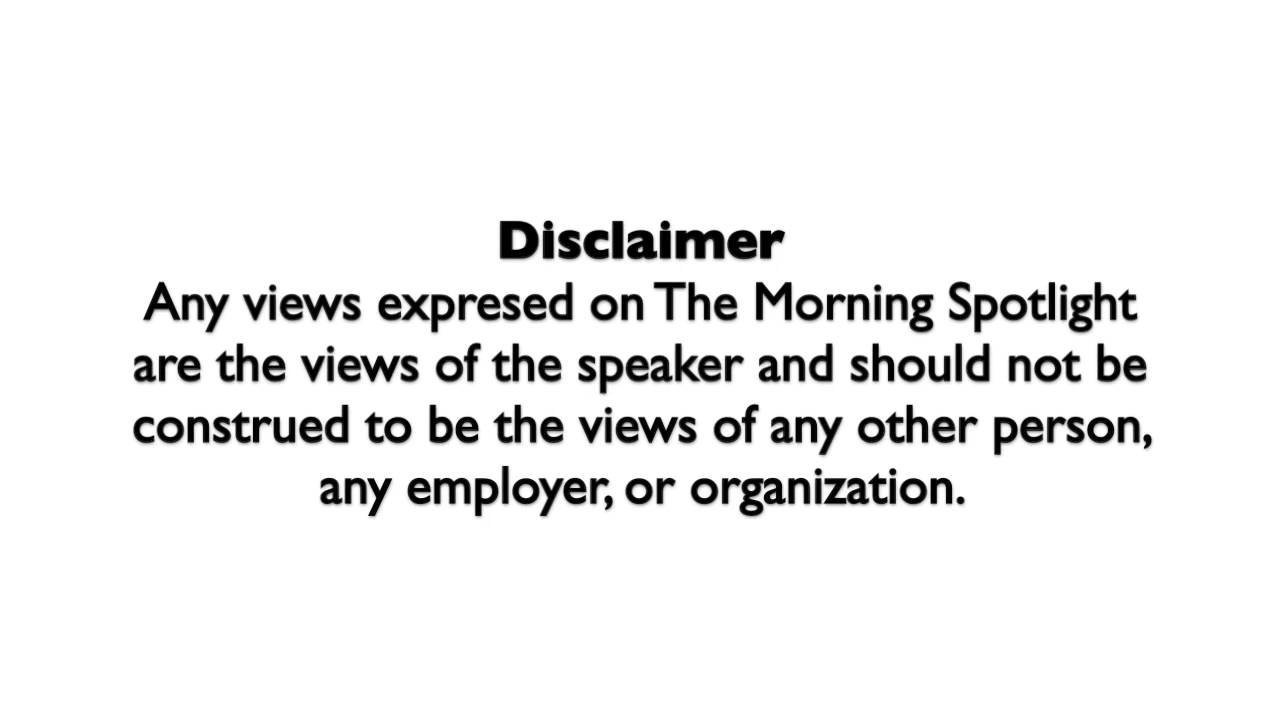 Disclaimer
Any views expresed on The Morning Spotlight
are the views of the speaker and should not be
construed to be the views of any other person,
any employer, or organization.